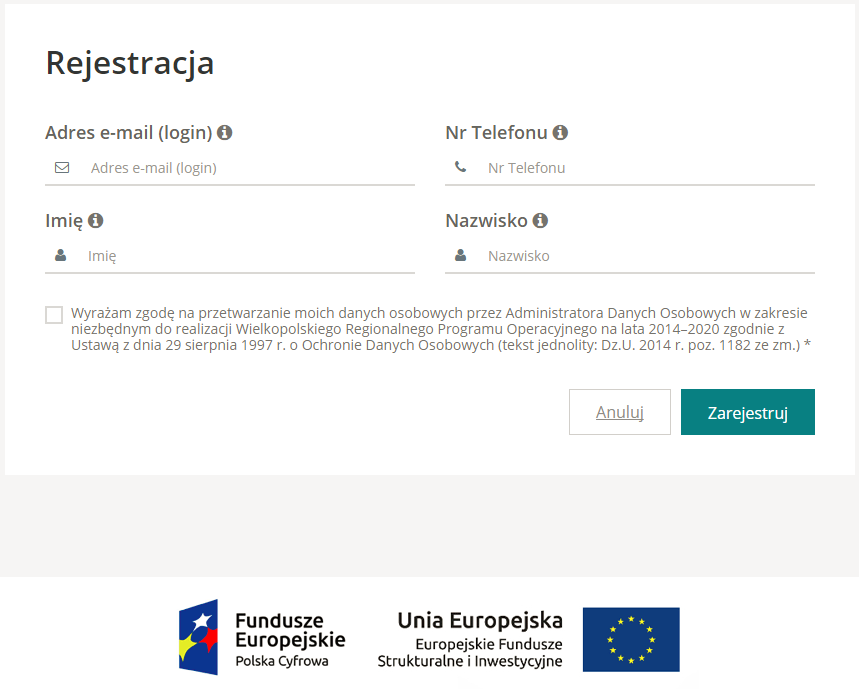 Rejestracja
Adres e-mail (login)
Nr Telefonu
Adres e-mail (login)
Nr Telefonu
Imię
Nazwisko
Imię
Nazwisko
Wyrażam zgodę na przetwarzanie moich danych osobowych przez Administratora Danych Osobowych w zakresie
niezbędnym do realizacji Wielkopolskiego Regionalnego Programu Operacyjnego na lata 2014–2020 zgodnie z
Ustawą z dnia 29 sierpnia 1997 r. o Ochronie Danych Osobowych (tekst jednolity: Dz.U. 2014 r. poz. 1182 ze zm.) *
Anuluj
Zarejestruj
Fundusze
Europejskie
Polska Cyfrowa
Unia Europejska
Europejskie Fundusze
Strukturalne i Inwestycyjne